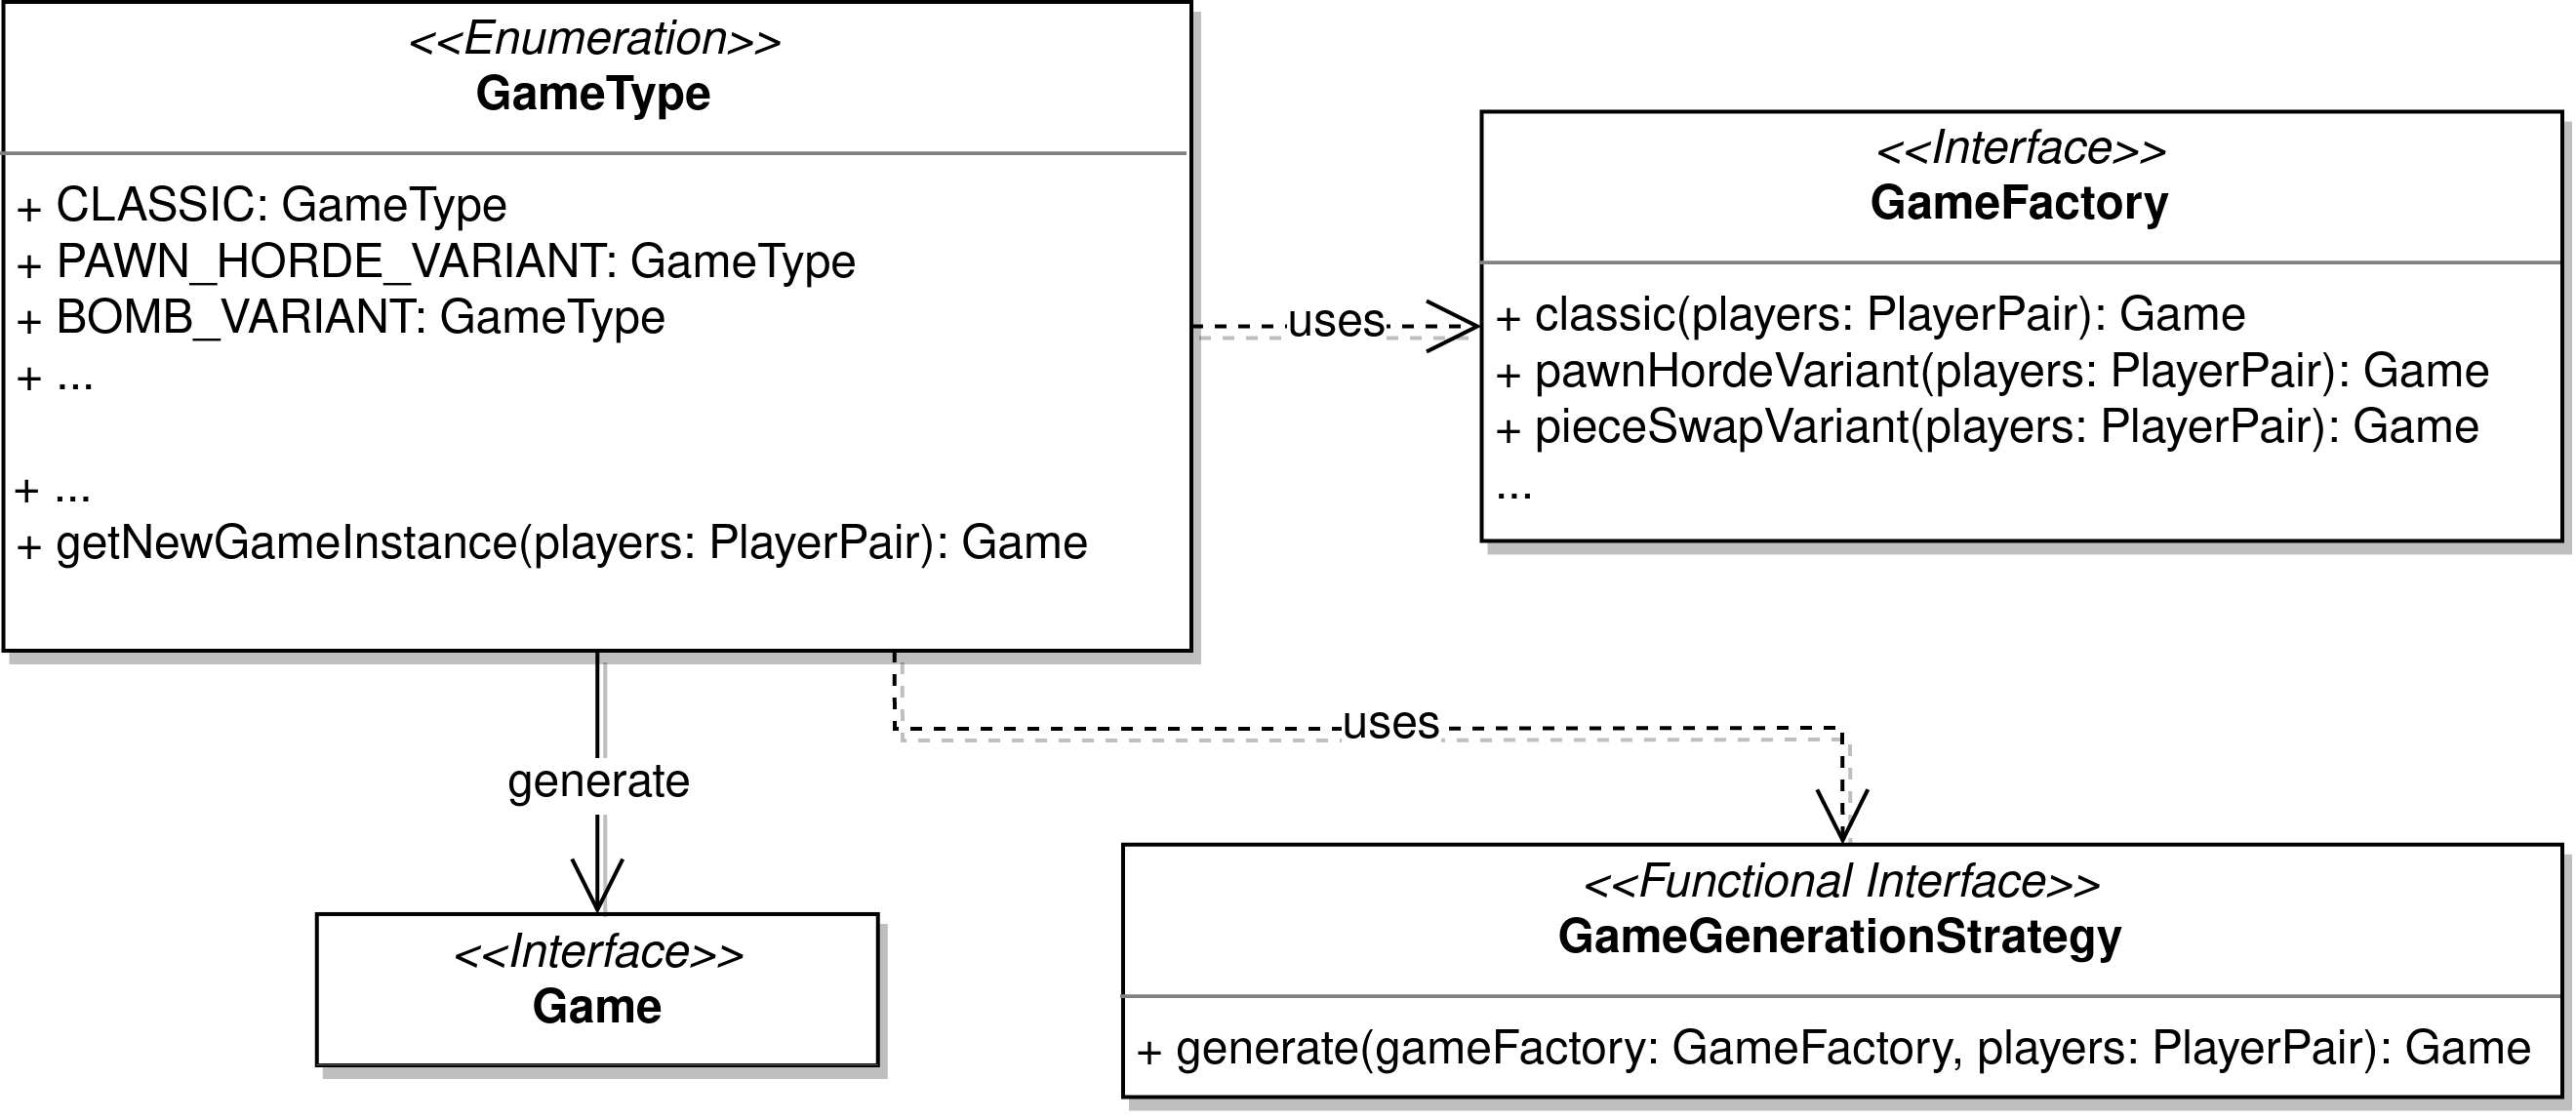 <<Enumeration>>
GameType
+ CLASSIC: GameType
+ PAWN_HORDE_VARIANT: GameType
+ BOMB_VARIANT: GameType
+ ...
+ ...
+ getNewGameInstance(players: PlayerPair): Game
uses
<<Interface>>
GameFactory
+ classic(players: PlayerPair): Game
+ pawnHordeVariant(players: PlayerPair): Game
+ pieceSwapVariant(players: PlayerPair): Game
...
generate
uses
<<Interface>>
Game
<<Functional Interface>>
GameGenerationStrategy
+ generate(gameFactory: GameFactory, players: PlayerPair): Game